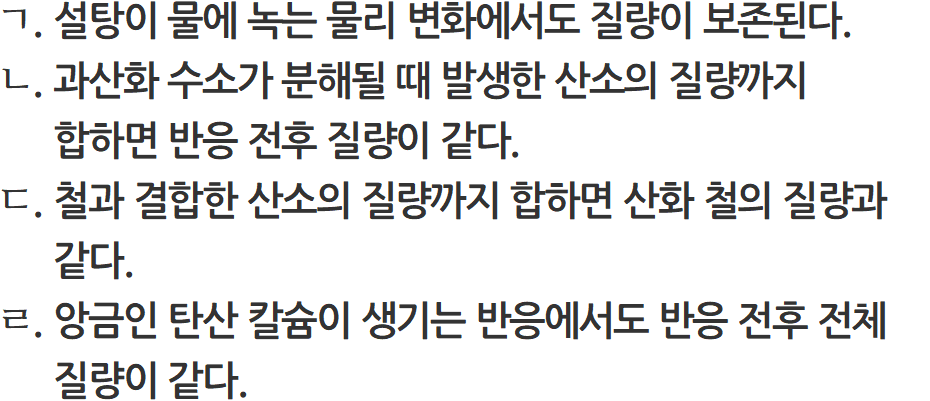 ㄱ. 설탕이 물에 녹는 물리 변화에서도 질량이 보존된다.
ㄴ. 과산화 수소가 분해될 때 발생한 산소의 질량까지
합하면 반응 전후 질량이 같다.
ㄷ. 철과 결합한 산소의 질량까지 합하면 산화 철의 질량과
같다.
ㄹ. 앙금인 탄산 칼슘이 생기는 반응에서도 반응 전후 전체
질량이 같다.